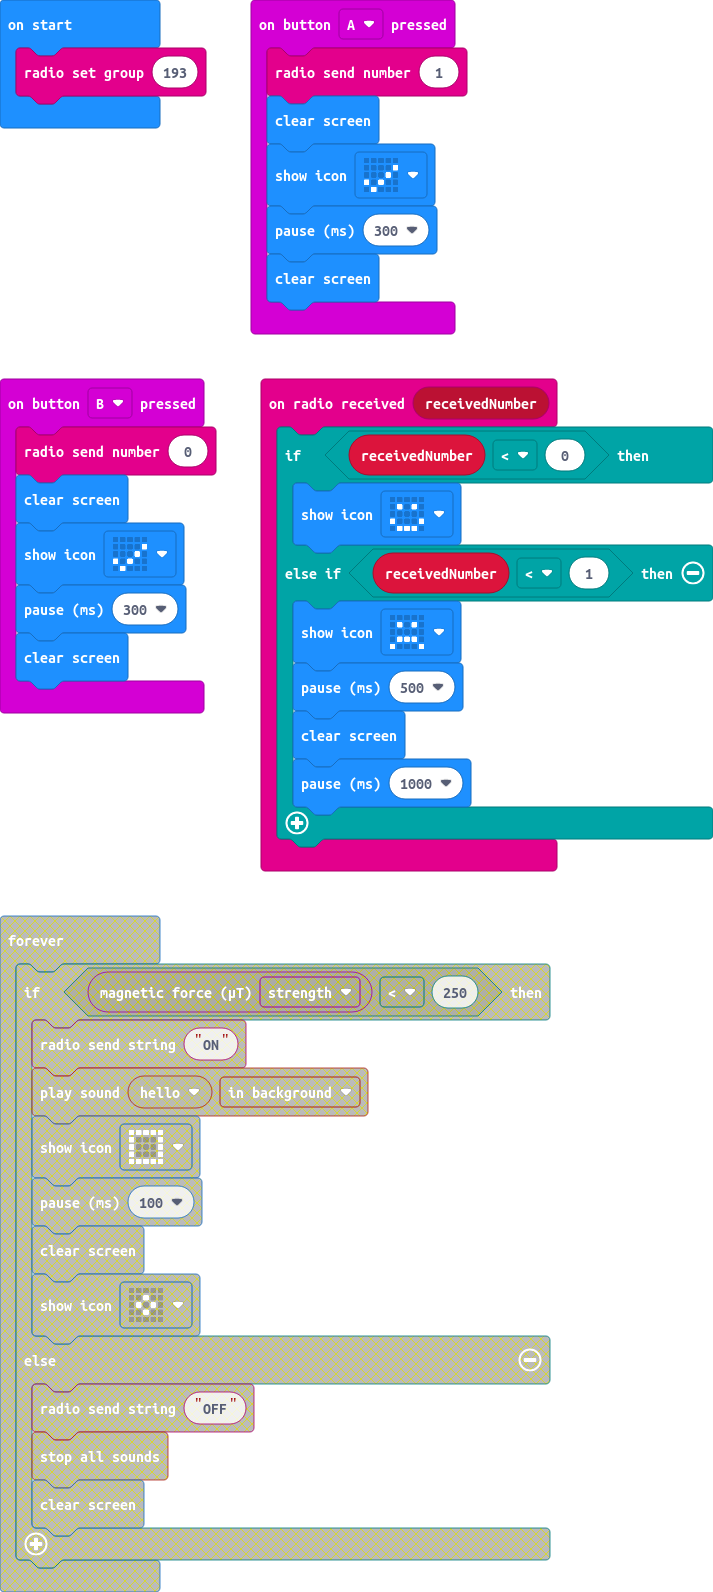 on start
radio set group 193
on button A pressed
radio send number 1
clear screen
show icon
pause (ms) 300
clear screen
on button B pressed
radio send number 0
clear screen
show icon
pause (ms) 300
clear screen
on radio received receivedNumber
if receivedNumber < 0 then
show icon
else if receivedNumber < 1 then
show icon
pause (ms) 500
clear screen
pause (ms) 1000
forever
if magnetic force (µT) strength < 250 then
radio send string "ON"
play sound hello in background
show icon
pause (ms) 100
clear screen
show icon
else
radio send string "OFF"
stop all sounds
clear screen